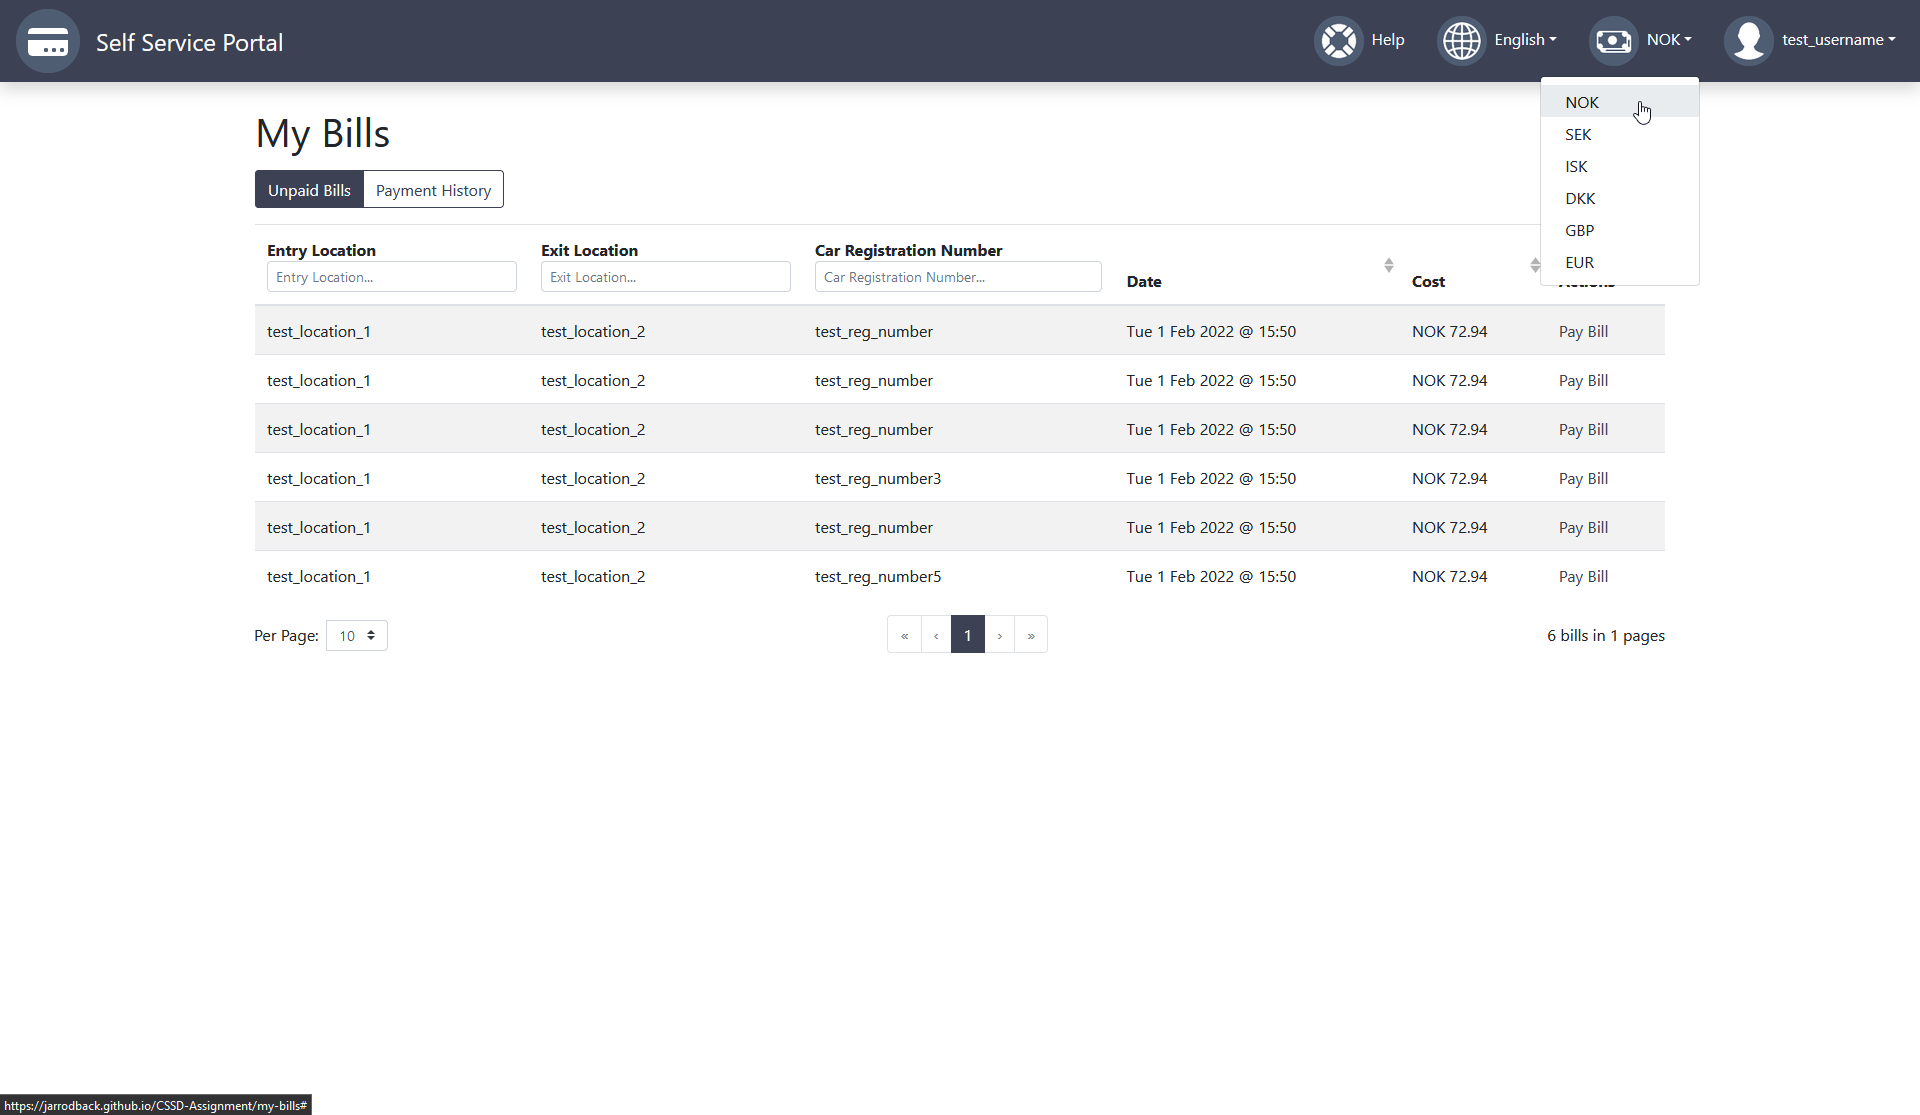 Self Service Portal
Help
English
NOK
test_username
NOK
SEK
ISK
DKK
GBP
EUR
My Bills
Unpaid Bills
Payment History
Entry Location
Exit Location
Car Registration Number
Entry Location...
Exit Location...
Car Registration Number...
Date
Cost
Actions
test_location_1 test_location_2 test_reg_number Tue 1 Feb 2022 @ 15:50 NOK 72.94 Pay Bill
test_location_1 test_location_2 test_reg_number Tue 1 Feb 2022 @ 15:50 NOK 72.94 Pay Bill
test_location_1 test_location_2 test_reg_number Tue 1 Feb 2022 @ 15:50 NOK 72.94 Pay Bill
test_location_1 test_location_2 test_reg_number3 Tue 1 Feb 2022 @ 15:50 NOK 72.94 Pay Bill
test_location_1 test_location_2 test_reg_number Tue 1 Feb 2022 @ 15:50 NOK 72.94 Pay Bill
test_location_1 test_location_2 test_reg_number5 Tue 1 Feb 2022 @ 15:50 NOK 72.94 Pay Bill
Per Page: 10
« ‹ 1 › »
6 bills in 1 pages
https://jarrodback.github.io/CSSD-Assignment/my-bills#